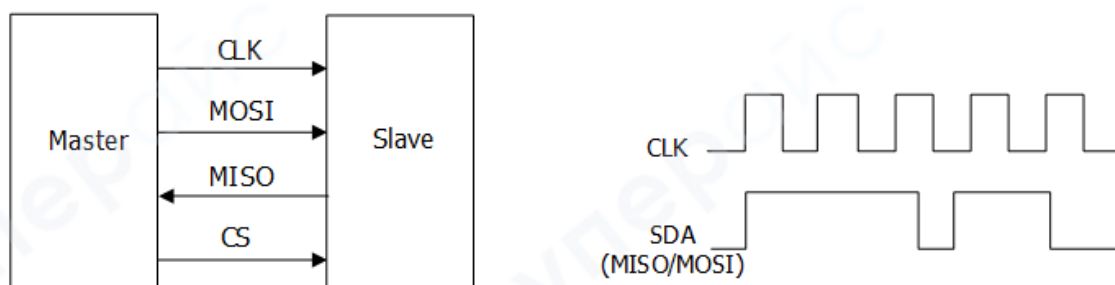 CLK
MOSI
Master
Slave
MISO
CS
CLK
SDA
(MISO/MOSI)